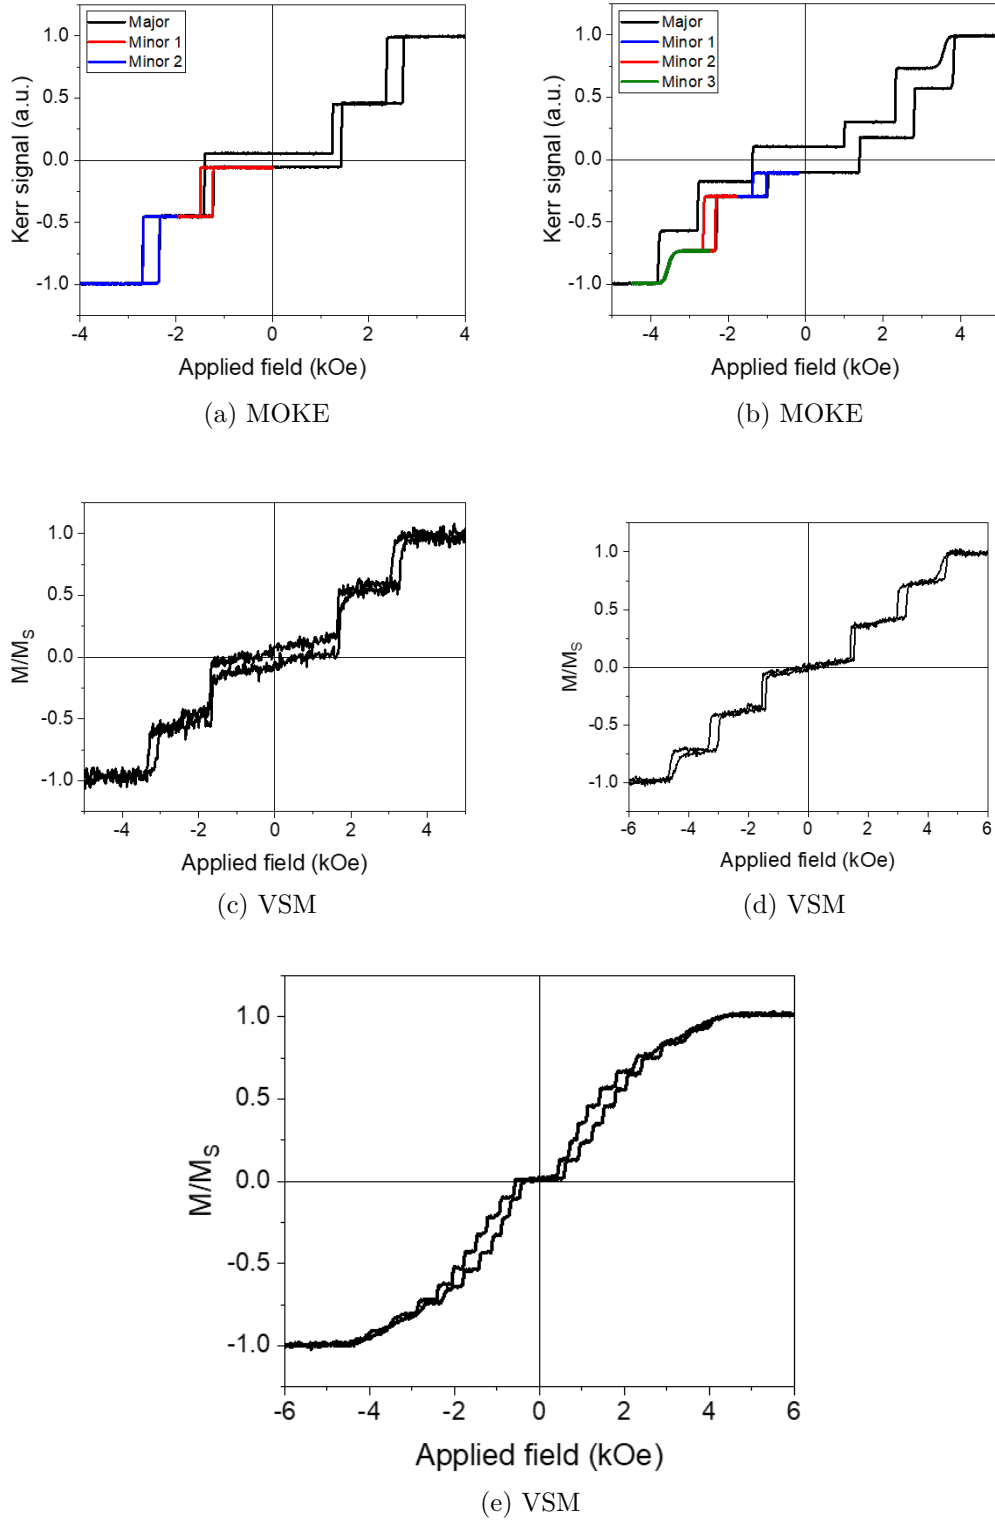 Major
Minor 1
Minor 2
Kerr signal (a.u.)
1.0
0.5
0.0
-0.5
-1.0
-4 -2 0 2 4
Applied field (kOe)
(a) MOKE
Major
Minor 1
Minor 2
Minor 3
Kerr signal (a.u.)
1.0
0.5
0.0
-0.5
-1.0
-4 -2 0 2 4
Applied field (kOe)
(b) MOKE
M/MS
1.0
0.5
0.0
-0.5
-1.0
-4 -2 0 2 4
Applied field (kOe)
(c) VSM
M/MS
1.0
0.5
0.0
-0.5
-1.0
-6 -4 -2 0 2 4 6
Applied field (kOe)
(d) VSM
M/MS
1.0
0.5
0.0
-0.5
-1.0
-6 -4 -2 0 2 4 6
Applied field (kOe)
(e) VSM